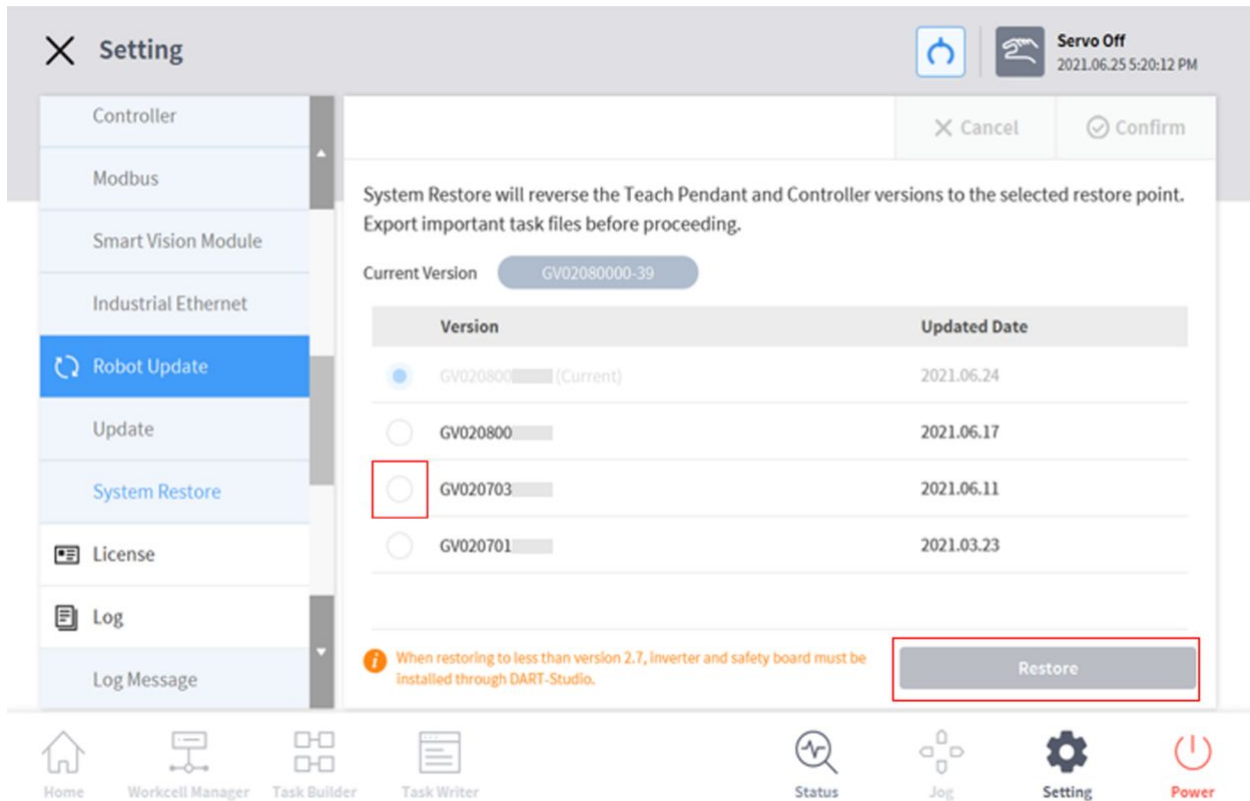 Setting
Servo Off
2021.06.25 5:20:12 PM
Controller
Modbus
Smart Vision Module
Industrial Ethernet
Robot Update
Update
System Restore
License
Log
Log Message
Cancel
Confirm
System Restore will reverse the Teach Pendant and Controller versions to the selected restore point.
Export important task files before proceeding.
Current Version GV02080000-39
Version Updated Date
GV020800 (Current) 2021.06.24
GV020800 2021.06.17
GV020703 2021.06.11
GV020701 2021.03.23
When restoring to less than version 2.7, inverter and safety board must be
installed through DART-Studio.
Restore
Home Workcell Manager Task Builder Task Writer Status Jog Setting Power